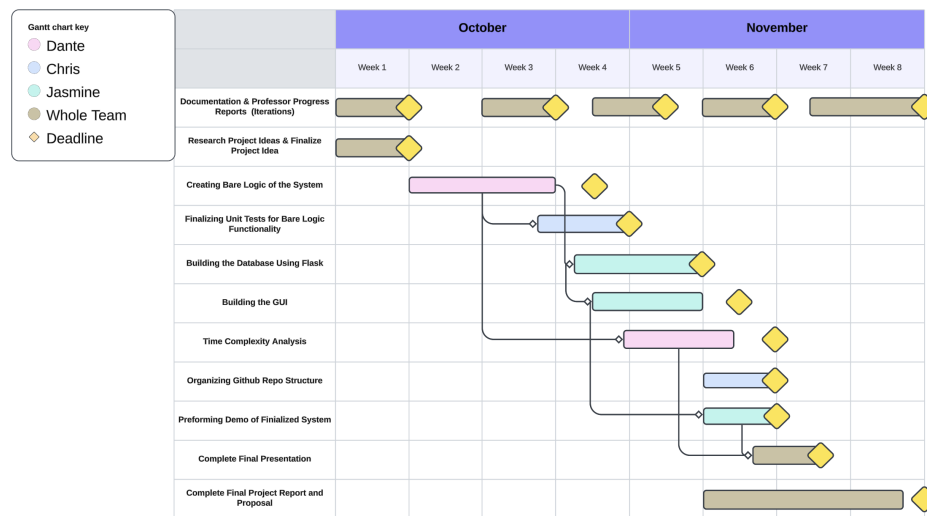 Gantt chart key
Dante
Chris
Jasmine
Whole Team
Deadline
October
November
Week 1
Week 2
Week 3
Week 4
Week 5
Week 6
Week 7
Week 8
Documentation & Professor Progress
Reports (Iterations)
Research Project Ideas & Finalize
Project Idea
Creating Bare Logic of the System
Finalizing Unit Tests for Bare Logic
Functionality
Building the Database Using Flask
Building the GUI
Time Complexity Analysis
Organizing Github Repo Structure
Preforming Demo of Finialized System
Complete Final Presentation
Complete Final Project Report and
Proposal